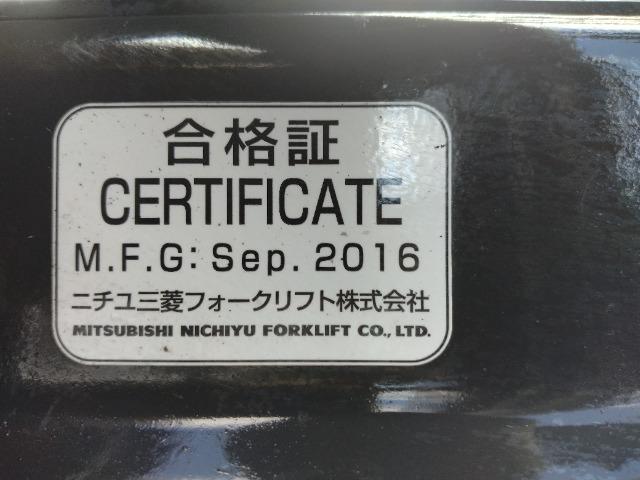 合格証
CERTIFICATE
M.F.G: Sep. 2016
ニチユ三菱フォークリフト株式会社
MITSUBISHI NICHIYU FORKLIFT CO., LTD.